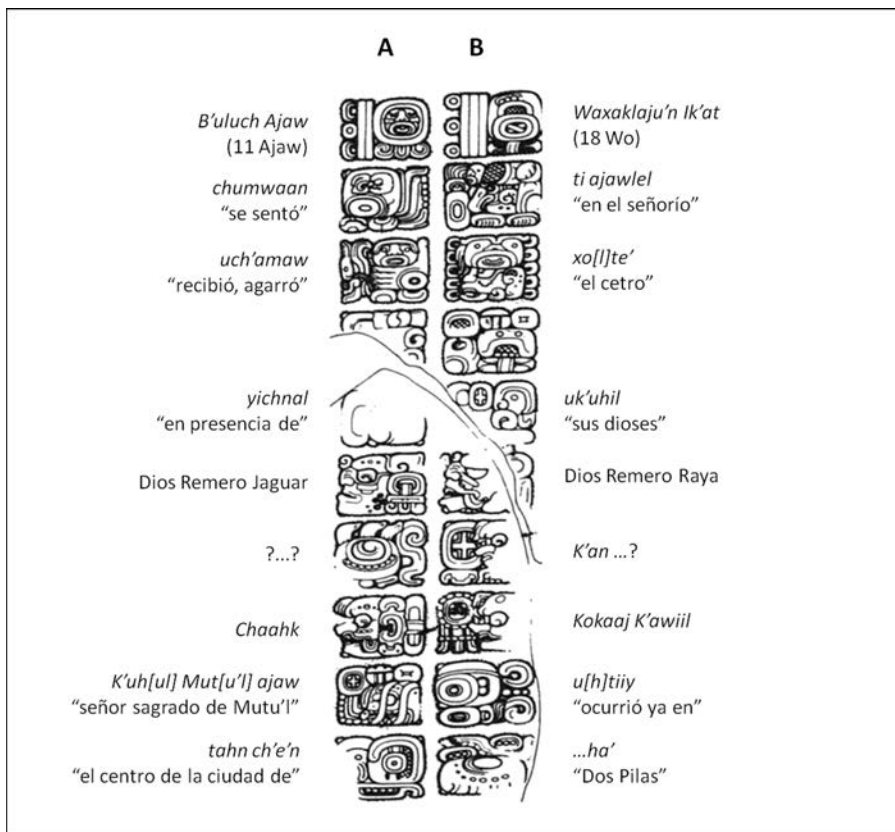 A B
B'uluch Ajaw
(11 Ajaw)
Waxaklaju'n Ik'at
(18 Wo)
chumwaan
"se sentó"
ti ajawlel
"en el señorío"
uch'amaw
"recibió, agarró"
xo[l]te'
"el cetro"
yichnal
"en presencia de"
uk'uhil
"sus dioses"
Dios Remero Jaguar
Dios Remero Raya
?...?
K'an ...?
Chaahk
Kokaaj K'awiil
K'uh[ul] Mut[u'l] ajaw
"señor sagrado de Mutu'l"
u[h]tiiy
"ocurrió ya en"
tahn ch'e'n
"el centro de la ciudad de"
...ha'
"Dos Pilas"